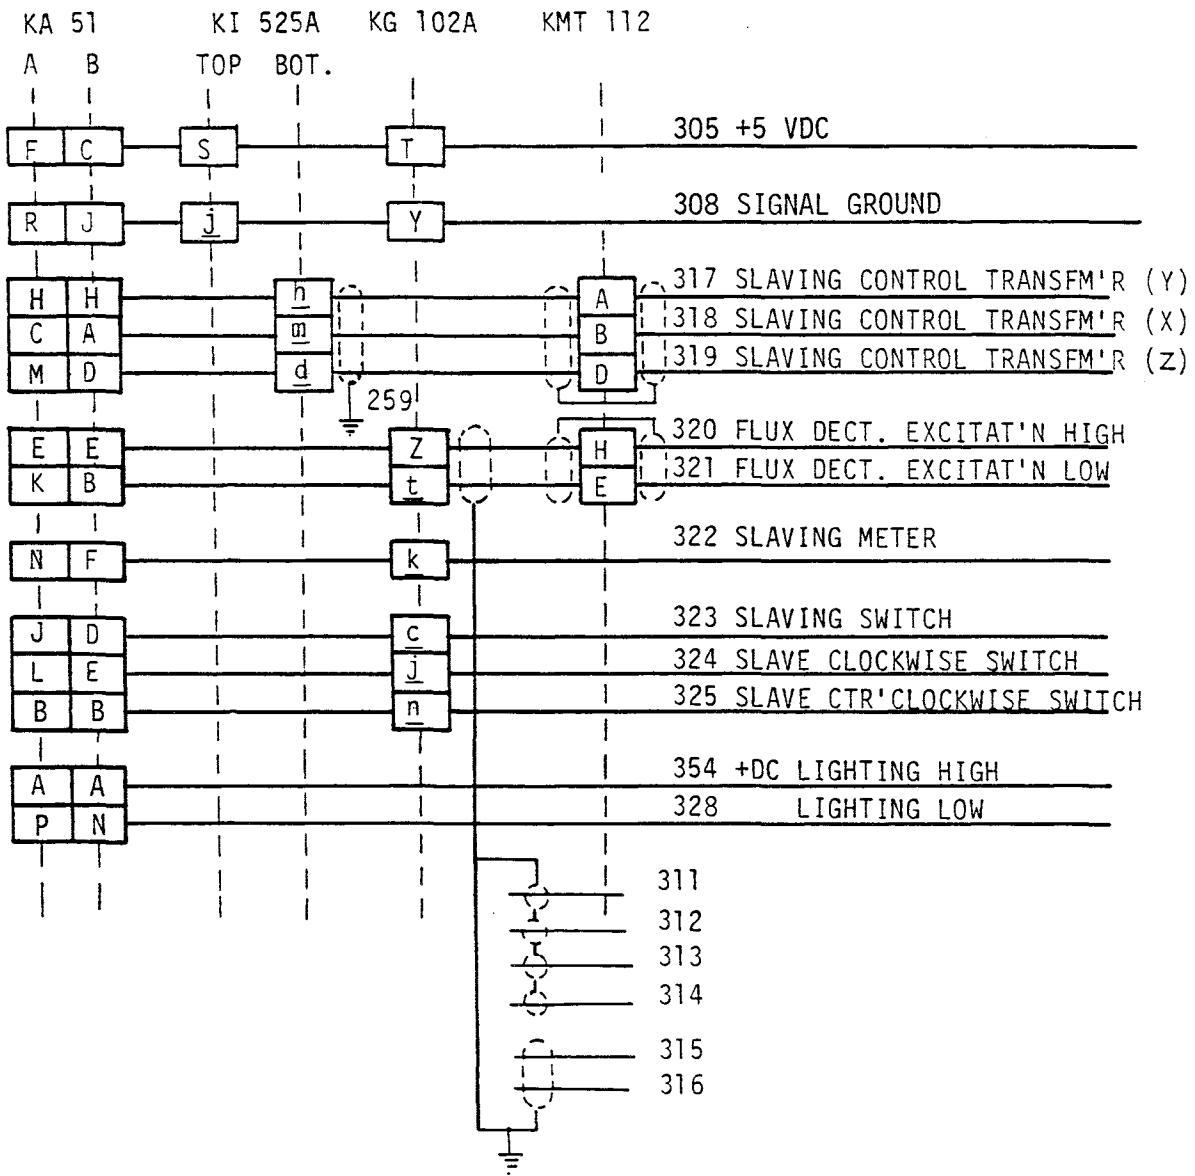 KA 51 KI 525A KG 102A KMT 112
A B TOP BOT.
F C S T 305 +5 VDC
R J j Y 308 SIGNAL GROUND
H H h A 317 SLAVING CONTROL TRANSFM'R (Y)
C A m B 318 SLAVING CONTROL TRANSFM'R (X)
M D d D 319 SLAVING CONTROL TRANSFM'R (Z)
259
E E Z H 320 FLUX DECT. EXCITAT'N HIGH
K B t E 321 FLUX DECT. EXCITAT'N LOW
N F k 322 SLAVING METER
J D c 323 SLAVING SWITCH
L E j 324 SLAVE CLOCKWISE SWITCH
B B n 325 SLAVE CTR'CLOCKWISE SWITCH
A A 354 +DC LIGHTING HIGH
P N 328 LIGHTING LOW
311
312
313
314
315
316